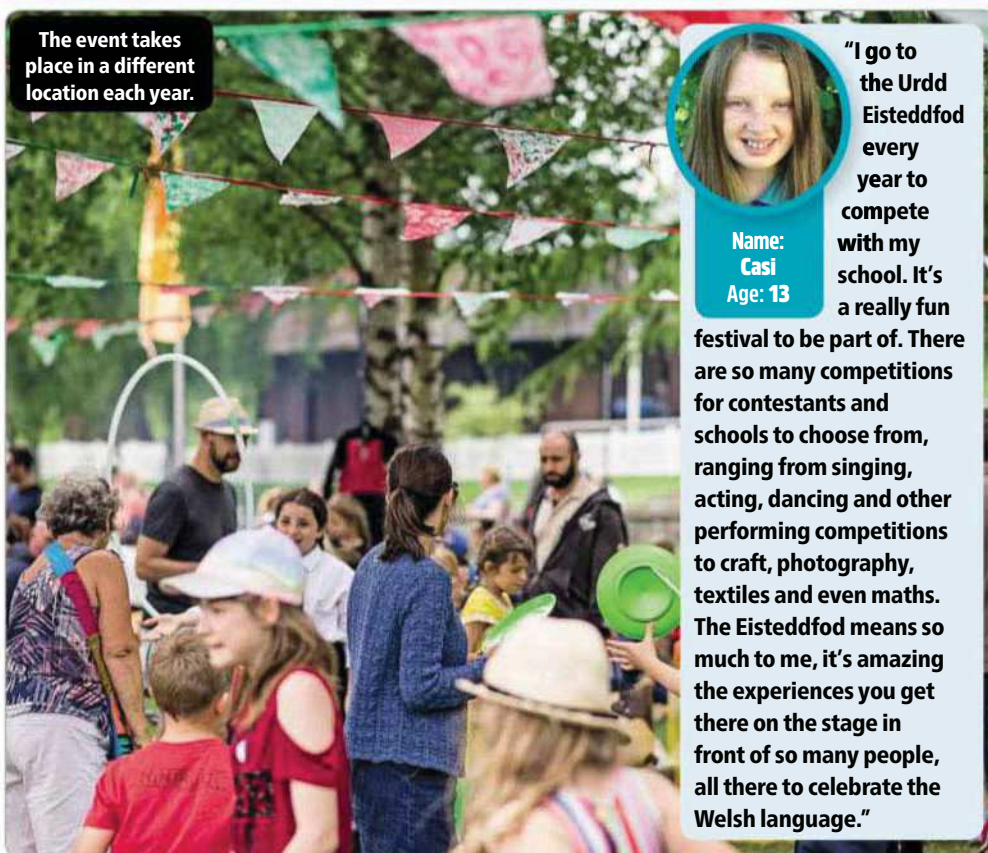 The event takes
place in a different
location each year.
Name:
Casi
Age: 13
“I go to
the Urdd
Eisteddfod
every
year to
compete
with my
school. It’s
a really fun
festival to be part of. There
are so many competitions
for contestants and
schools to choose from,
ranging from singing,
acting, dancing and other
performing competitions
to craft, photography,
textiles and even maths.
The Eisteddfod means so
much to me, it’s amazing
the experiences you get
there on the stage in
front of so many people,
all there to celebrate the
Welsh language.”